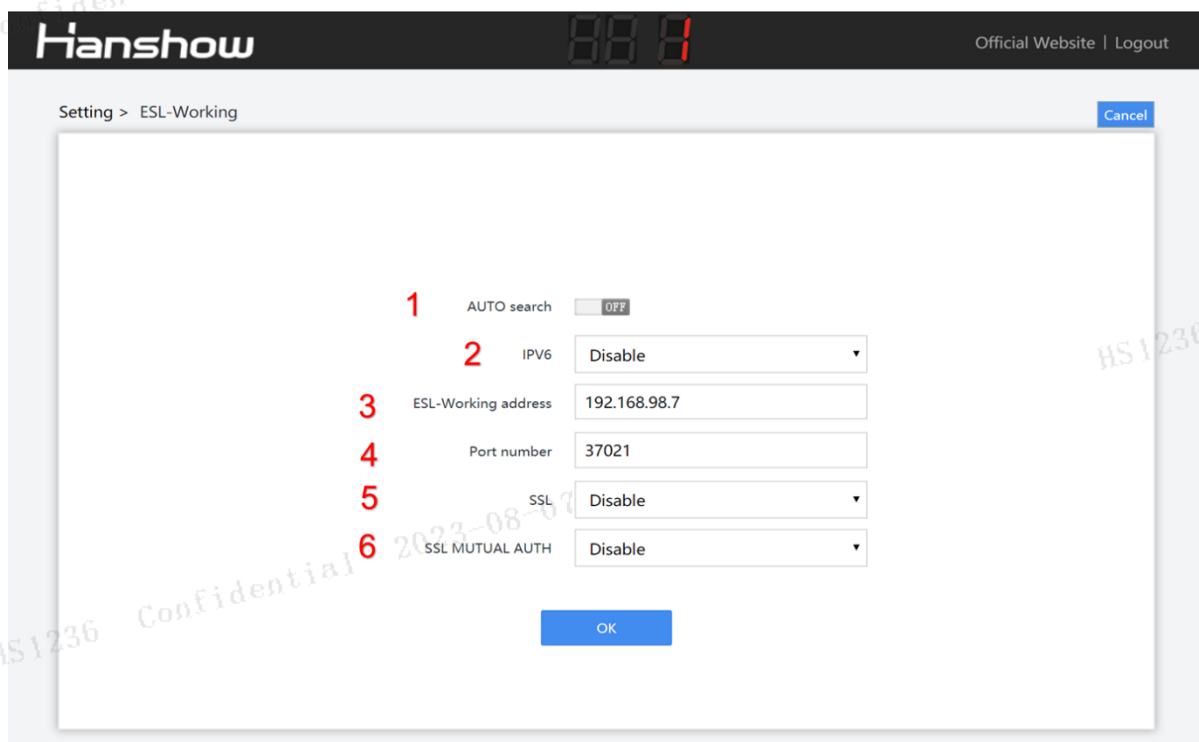 Hanshow
1
Official Website | Logout
Setting > ESL-Working
Cancel
1 AUTO search OFF
2 IPV6 Disable
3 ESL-Working address 192.168.98.7
4 Port number 37021
5 SSL Disable
6 SSL MUTUAL AUTH Disable
OK
HS1236 Confidential 2023-08-07
HS1236